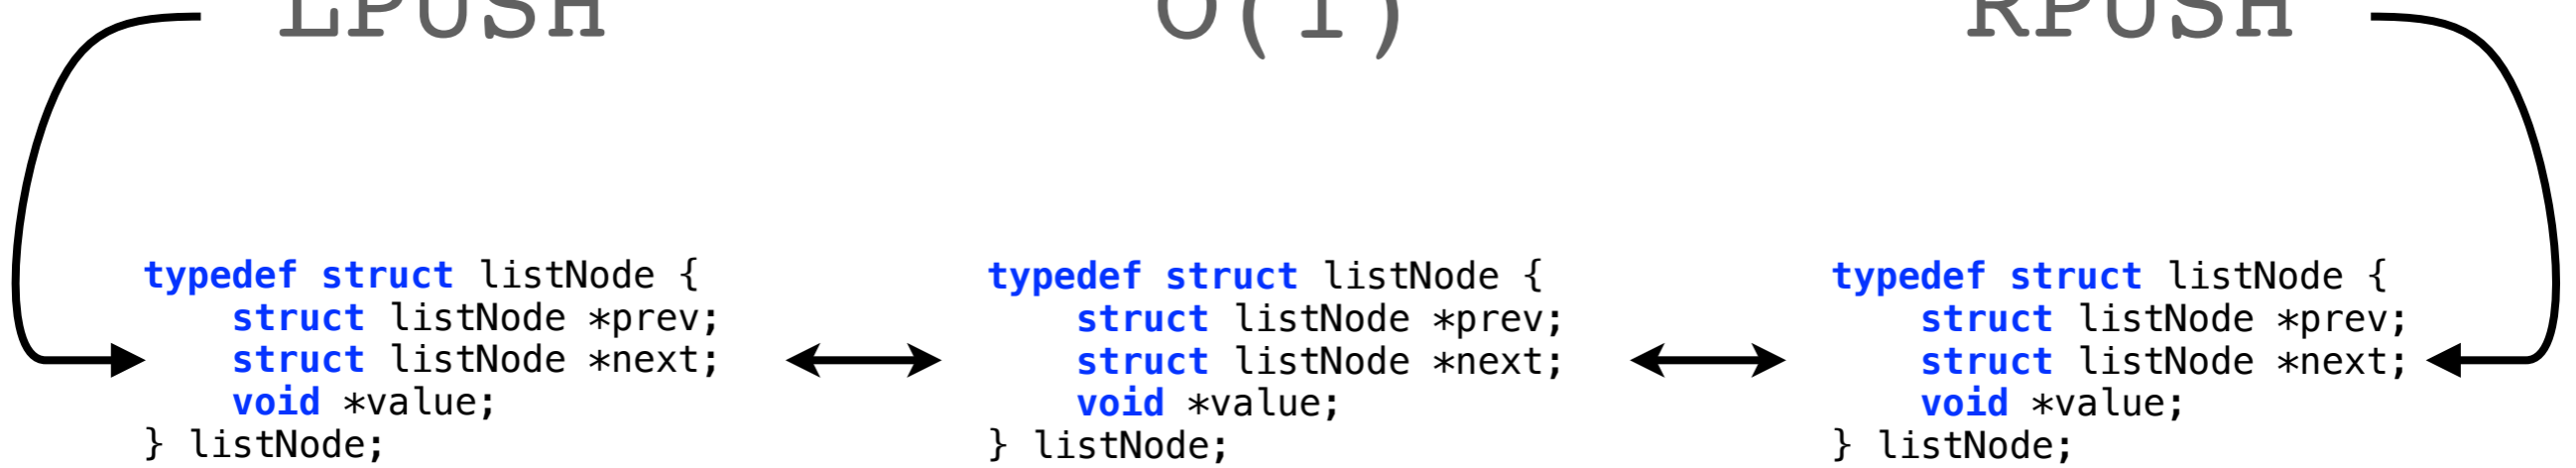 LPUSH O(1) RPUSH
typedef struct listNode {
    struct listNode *prev;
    struct listNode *next;
    void *value;
} listNode;
typedef struct listNode {
    struct listNode *prev;
    struct listNode *next;
    void *value;
} listNode;
typedef struct listNode {
    struct listNode *prev;
    struct listNode *next;
    void *value;
} listNode;